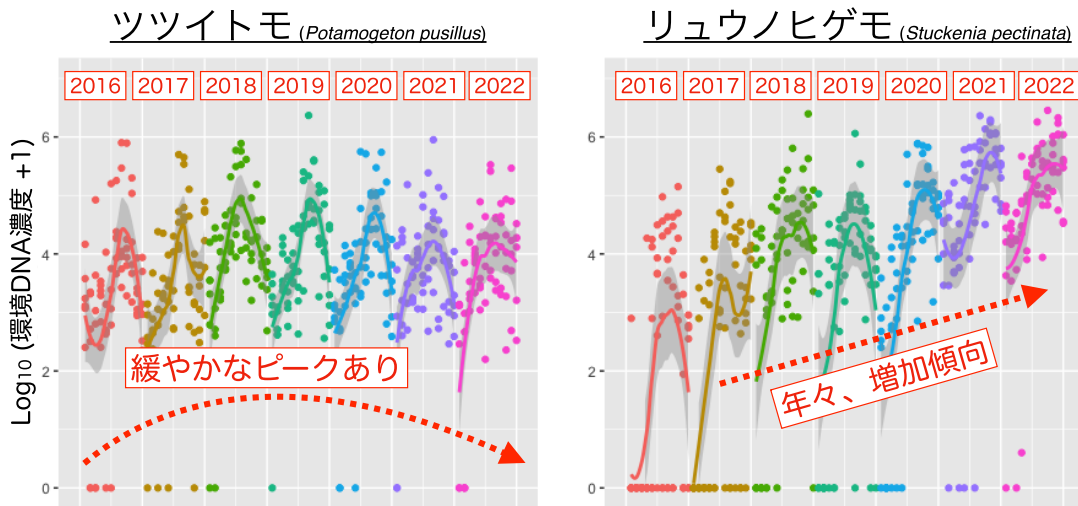 ツツイトモ (Potamogeton pusillus)
リュウノヒゲモ (Stuckenia pectinata)
2016 2017 2018 2019 2020 2021 2022
2016 2017 2018 2019 2020 2021 2022
Log10 (環境DNA濃度 +1)
6
4
2
0
緩やかなピークあり
6
4
2
0
年々、増加傾向